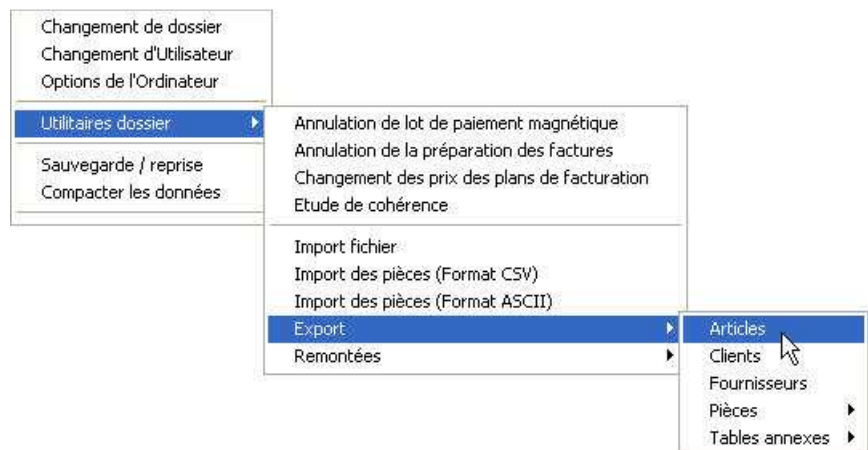 Changement de dossier
Changement d'Utilisateur
Options de l'Ordinateur
Utilitaires dossier
Sauvegarde / reprise
Compacter les données
Annulation de lot de paiement magnétique
Annulation de la préparation des factures
Changement des prix des plans de facturation
Etude de cohérence
Import fichier
Import des pièces (Format CSV)
Import des pièces (Format ASCII)
Export
Remontées
Articles
Clients
Fournisseurs
Pièces
Tables annexes